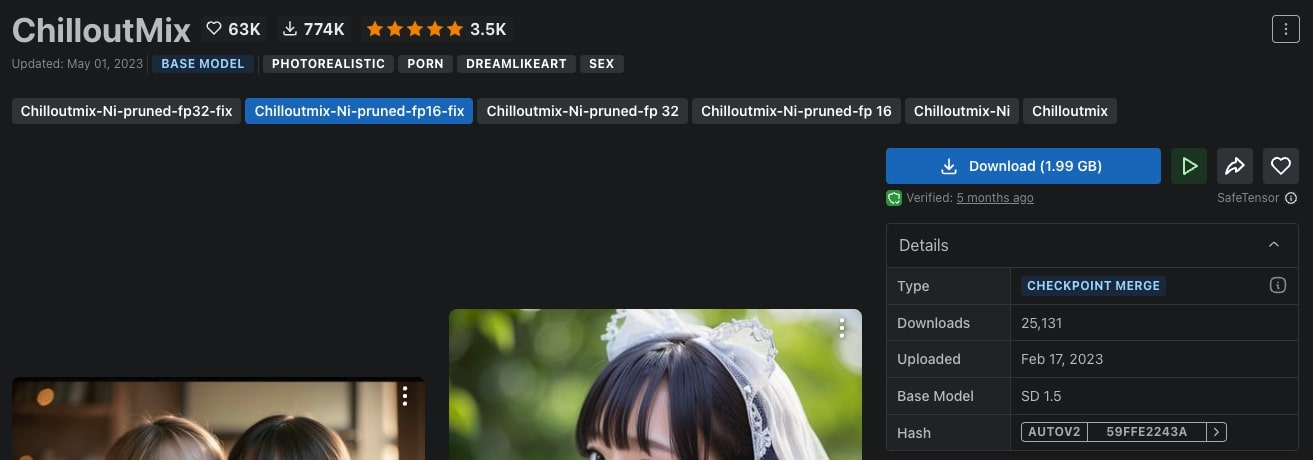 ChilloutMix 63K 774K 3.5K
Updated: May 01, 2023 BASE MODEL PHOTOREALISTIC PORN DREAMLIKEART SEX
Chilloutmix-Ni-pruned-fp32-fix Chilloutmix-Ni-pruned-fp16-fix Chilloutmix-Ni-pruned-fp 32 Chilloutmix-Ni-pruned-fp 16 Chilloutmix-Ni Chilloutmix
Download (1.99 GB)
Verified: 5 months ago SafeTensor
Details
Type CHECKPOINT MERGE
Downloads 25,131
Uploaded Feb 17, 2023
Base Model SD 1.5
Hash AUTOV2 59FFE2243A